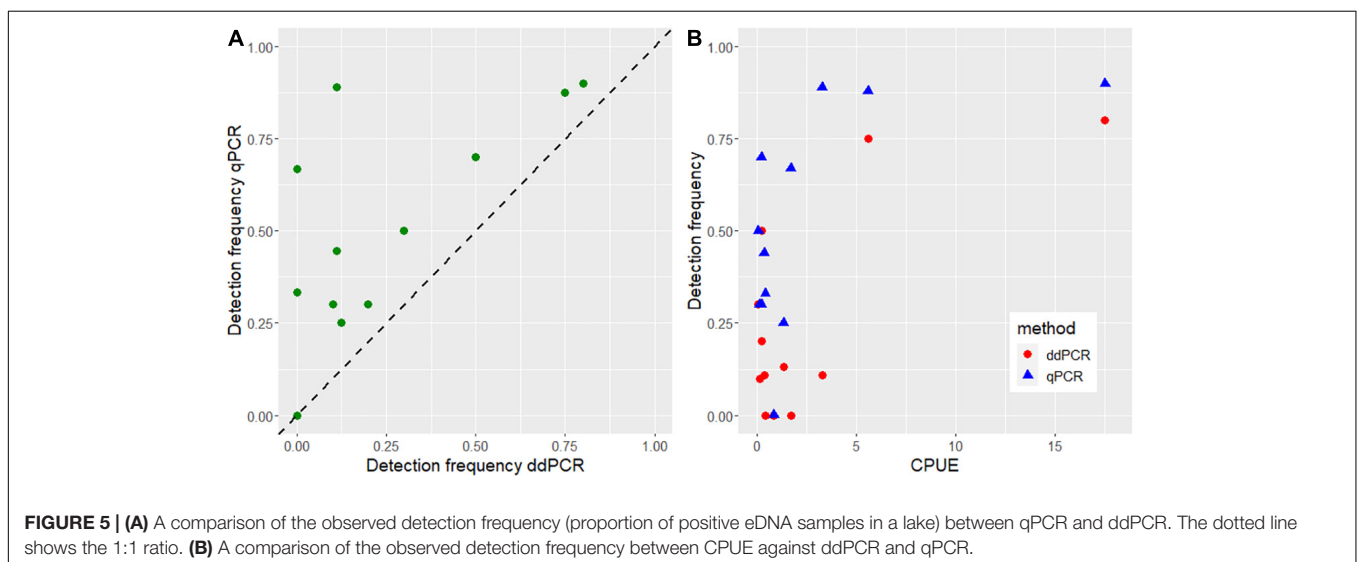 A
1.00
0.75
0.50
0.25
0.00
Detection frequency qPCR
0.00 0.25 0.50 0.75 1.00
Detection frequency ddPCR
B
1.00
0.75
0.50
0.25
0.00
Detection frequency
0 5 10 15
CPUE
method
ddPCR
qPCR
FIGURE 5 | (A) A comparison of the observed detection frequency (proportion of positive eDNA samples in a lake) between qPCR and ddPCR. The dotted line
shows the 1:1 ratio. (B) A comparison of the observed detection frequency between CPUE against ddPCR and qPCR.